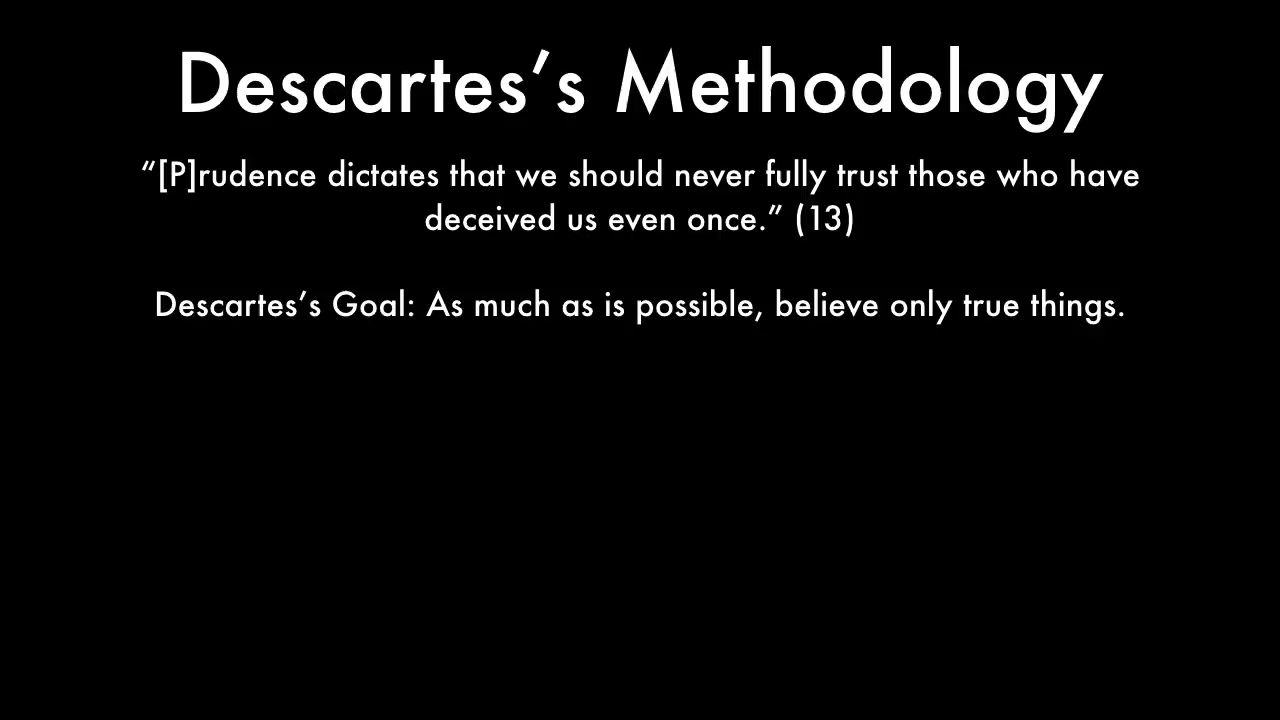 Descartes’s Methodology
“[P]rudence dictates that we should never fully trust those who have
deceived us even once.” (13)
Descartes’s Goal: As much as is possible, believe only true things.